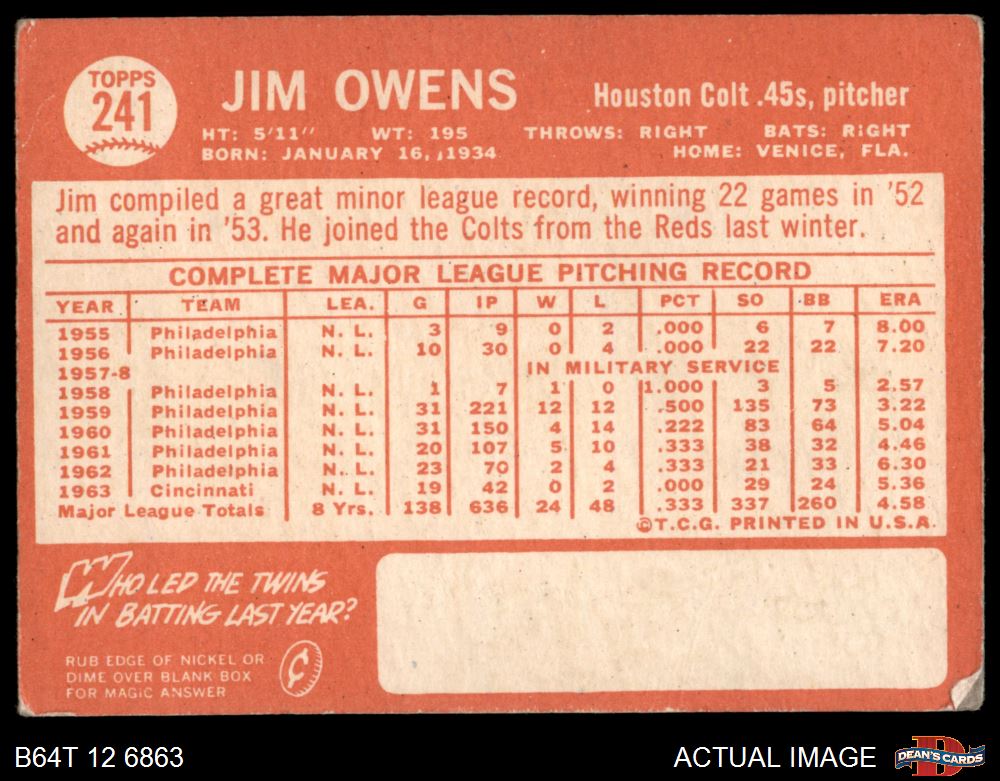 TOPPS
241
JIM OWENS
Houston Colt .45s, pitcher
HT: 5'11" WT: 195 THROWS: RIGHT BATS: RIGHT
BORN: JANUARY 16, 1934 HOME: VENICE, FLA.
Jim compiled a great minor league record, winning 22 games in '52
and again in '53. He joined the Colts from the Reds last winter.
COMPLETE MAJOR LEAGUE PITCHING RECORD
YEAR TEAM LEA. G IP W L PCT SO BB ERA
1955 Philadelphia N. L. 3 9 0 2 .000 6 7 8.00
1956 Philadelphia N. L. 10 30 0 4 .000 22 22 7.20
1957-8 IN MILITARY SERVICE
1958 Philadelphia N. L. 1 7 1 0 1.000 3 5 2.57
1959 Philadelphia N. L. 31 221 12 12 .500 135 73 3.22
1960 Philadelphia N. L. 31 150 4 14 .222 83 64 5.04
1961 Philadelphia N. L. 20 107 5 10 .333 38 32 4.46
1962 Philadelphia N. L. 23 70 2 4 .333 21 33 6.30
1963 Cincinnati N. L. 19 42 0 2 .000 29 24 5.36
Major League Totals 8 Yrs. 138 636 24 48 .333 337 260 4.58
©T.C.G. PRINTED IN U.S.A.
WHO LED THE TWINS
IN BATTING LAST YEAR?
RUB EDGE OF NICKEL OR
DIME OVER BLANK BOX
FOR MAGIC ANSWER
¢
B64T 12 6863
ACTUAL IMAGE
D
DEAN'S CARDS